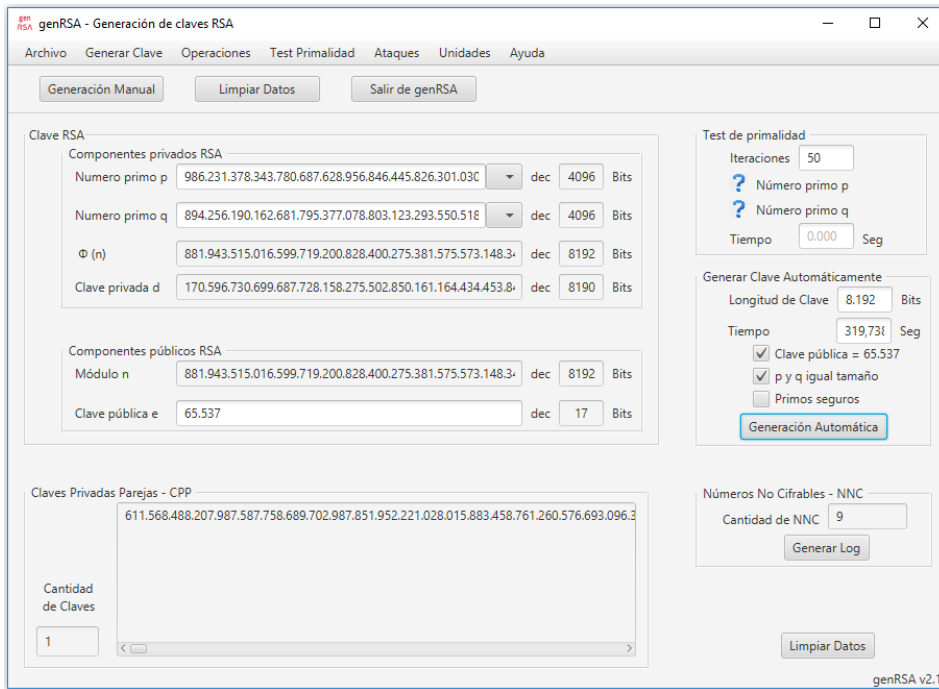 gen RSA genRSA - Generación de claves RSA
Archivo Generar Clave Operaciones Test Primalidad Ataques Unidades Ayuda
Generación Manual Limpiar Datos Salir de genRSA
Clave RSA
Componentes privados RSA
Numero primo p 986.231.378.343.780.687.628.956.846.445.826.301.030 dec 4096 Bits
Numero primo q 894.256.190.162.681.795.377.078.803.123.293.550.518 dec 4096 Bits
Φ (n) 881.943.515.016.599.719.200.828.400.275.381.575.573.148.34 dec 8192 Bits
Clave privada d 170.596.730.699.687.728.158.275.502.850.161.164.434.453.84 dec 8190 Bits
Componentes públicos RSA
Módulo n 881.943.515.016.599.719.200.828.400.275.381.575.573.148.34 dec 8192 Bits
Clave pública e 65.537 dec 17 Bits
Test de primalidad
Iteraciones 50
? Número primo p
? Número primo q
Tiempo 0.000 Seg
Generar Clave Automáticamente
Longitud de Clave 8.192 Bits
Tiempo 319,738 Seg
Clave pública = 65.537
p y q igual tamaño
Primos seguros
Generación Automática
Claves Privadas Parejas - CPP
611.568.488.207.987.587.758.689.702.987.851.952.221.028.015.883.458.761.260.576.693.096.3
Cantidad
de Claves
1
Números No Cifrables - NNC
Cantidad de NNC 9
Generar Log
Limpiar Datos
genRSA v2.1